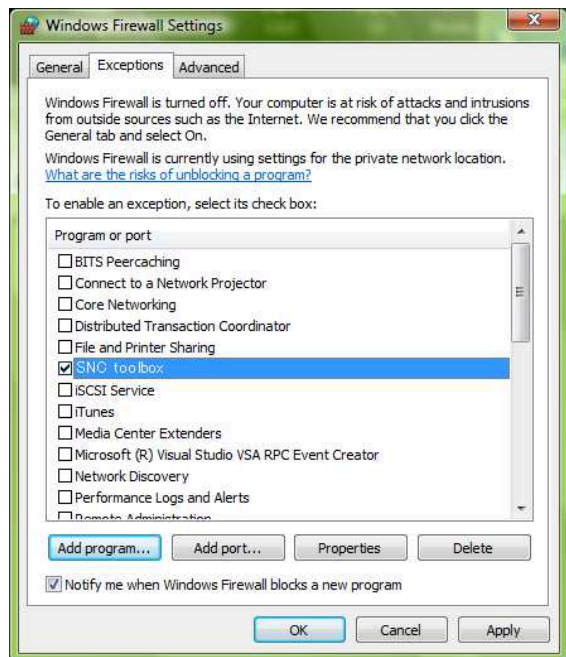 Windows Firewall Settings
General Exceptions Advanced
Windows Firewall is turned off. Your computer is at risk of attacks and intrusions
from outside sources such as the Internet. We recommend that you click the
General tab and select On.
Windows Firewall is currently using settings for the private network location.
What are the risks of unblocking a program?
To enable an exception, select its check box:
Program or port
BITS Peercaching
Connect to a Network Projector
Core Networking
Distributed Transaction Coordinator
File and Printer Sharing
SNC toolbox
iSCSI Service
iTunes
Media Center Extenders
Microsoft (R) Visual Studio VSA RPC Event Creator
Network Discovery
Performance Logs and Alerts
Remote Administration
Add program... Add port... Properties Delete
Notify me when Windows Firewall blocks a new program
OK Cancel Apply